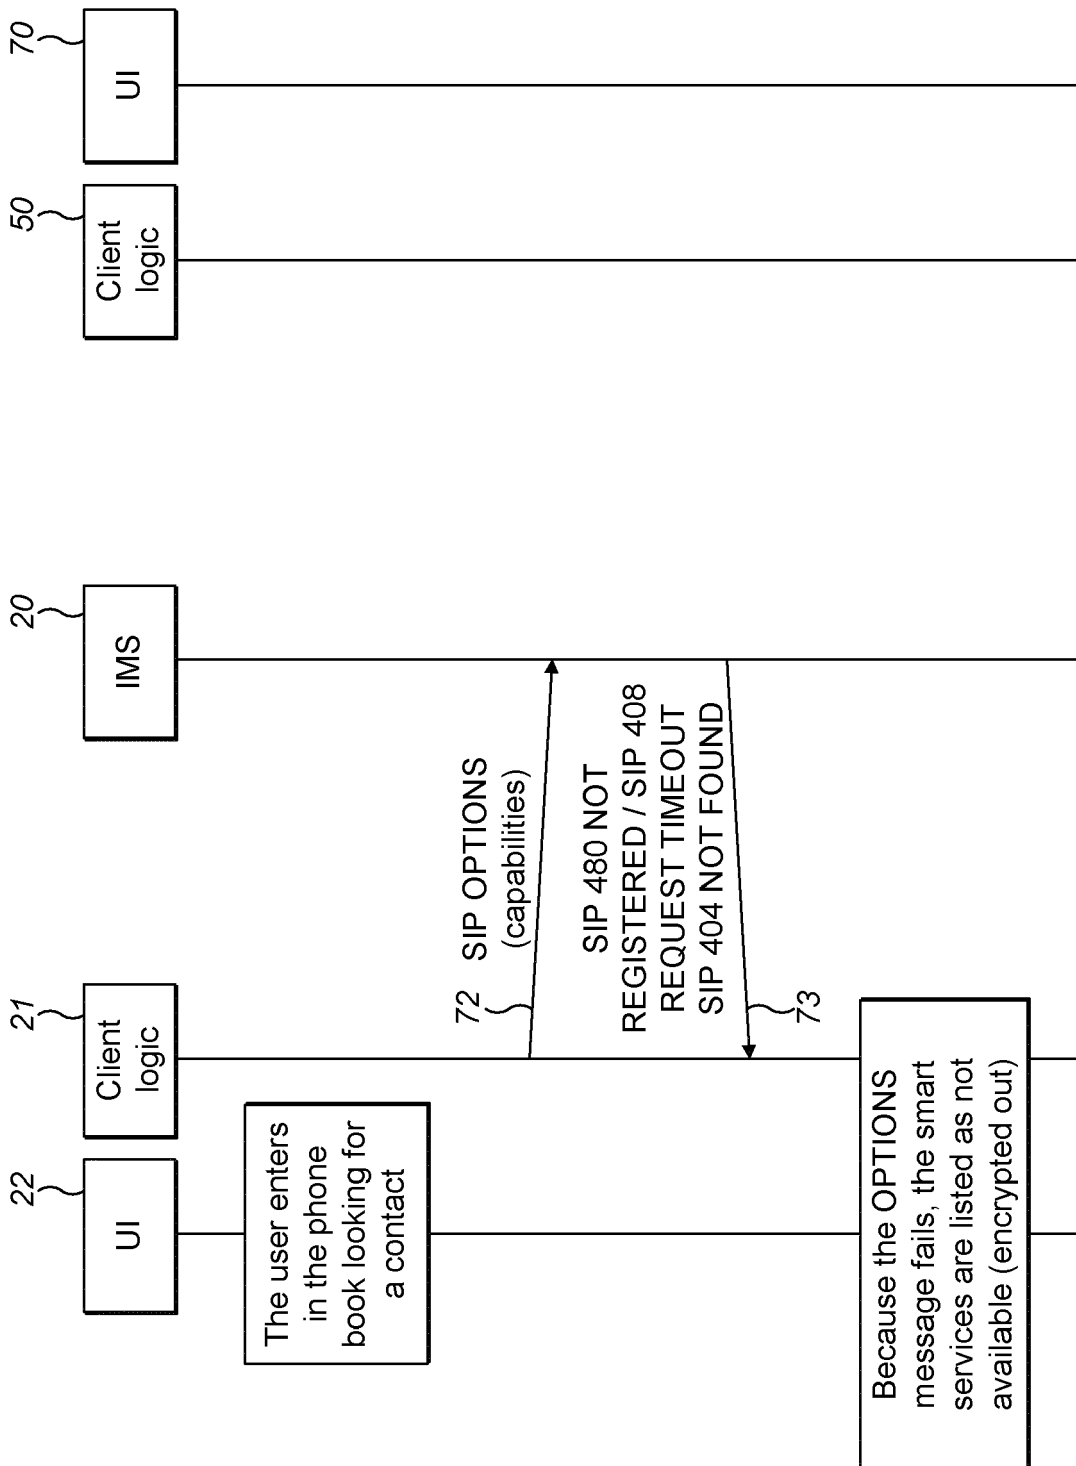 22
21
20
50
70
UI
Client
logic
IMS
Client
logic
UI
The user enters
in the phone
book looking for
a contact
72
SIP OPTIONS
(capabilities)
SIP 480 NOT
REGISTERED / SIP 408
REQUEST TIMEOUT
SIP 404 NOT FOUND
73
Because the OPTIONS
message fails, the smart
services are listed as not
available (encrypted out)